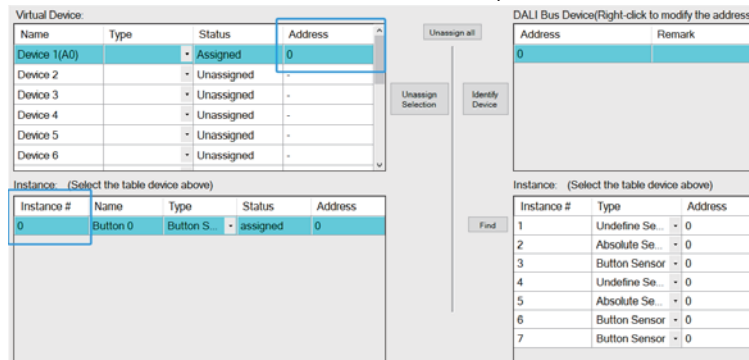 Virtual Device:
DALI Bus Device(Right-click to modify the address
Name Type Status Address
Unassign all
Address Remark
Device 1(A0) Assigned 0
0
Device 2 Unassigned -
Device 3 Unassigned -
Unassign Selection
Identify Device
Device 4 Unassigned -
Device 5 Unassigned -
Device 6 Unassigned -
Instance: (Select the table device above)
Instance: (Select the table device above)
Instance # Name Type Status Address
Instance # Type Address
0 Button 0 Button S... assigned 0
Find
1 Undefine Se... 0
2 Absolute Se... 0
3 Button Sensor 0
4 Undefine Se... 0
5 Absolute Se... 0
6 Button Sensor 0
7 Button Sensor 0